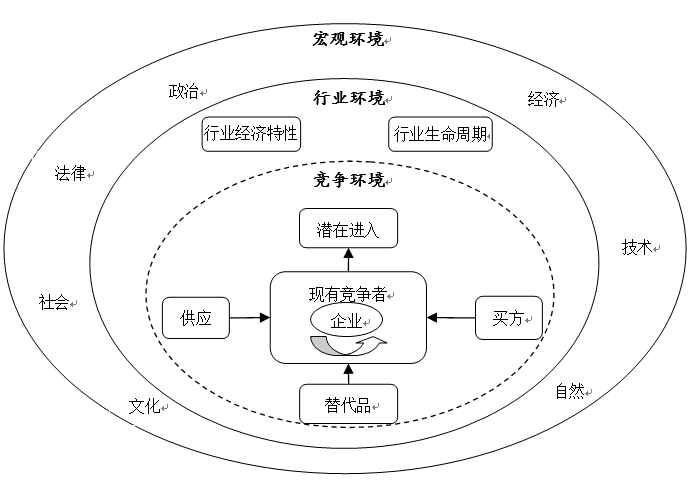 宏观环境
政治
经济
行业环境
行业经济特性
行业生命周期
法律
竞争环境
潜在进入
技术
现有竞争者
社会
供应
企业
买方
自然
文化
替代品